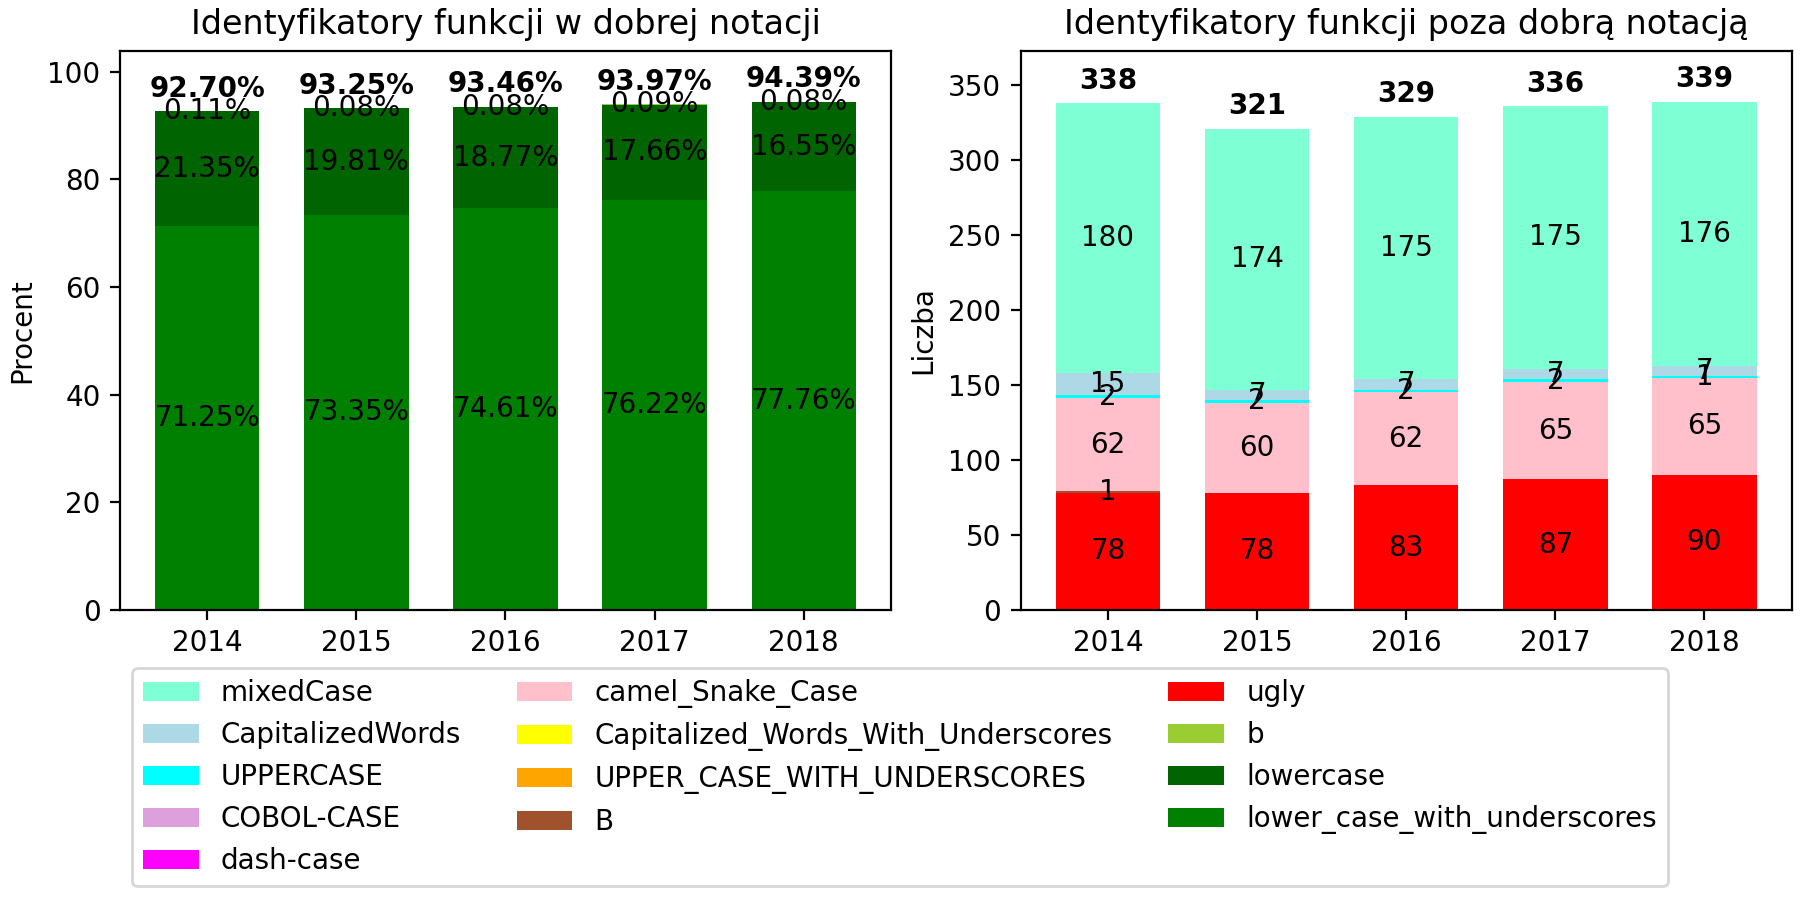 Identyfikatory funkcji w dobrej notacji
Procent
100
80
60
40
20
0
92.70% 93.25% 93.46% 93.97% 94.39%
0.11% 0.08% 0.08% 0.09% 0.08%
21.35% 19.81% 18.77% 17.66% 16.55%
71.25% 73.35% 74.61% 76.22% 77.76%
2014 2015 2016 2017 2018
Identyfikatory funkcji poza dobrą notacją
Liczba
350
300
250
200
150
100
50
0
338 321 329 336 339
180 174 175 175 176
15 7 7 7 7
2 2 2 2 1
62 60 62 65 65
1
78 78 83 87 90
2014 2015 2016 2017 2018
mixedCase
CapitalizedWords
UPPERCASE
COBOL-CASE
dash-case
camel_Snake_Case
Capitalized_Words_With_Underscores
UPPER_CASE_WITH_UNDERSCORES
B
ugly
b
lowercase
lower_case_with_underscores